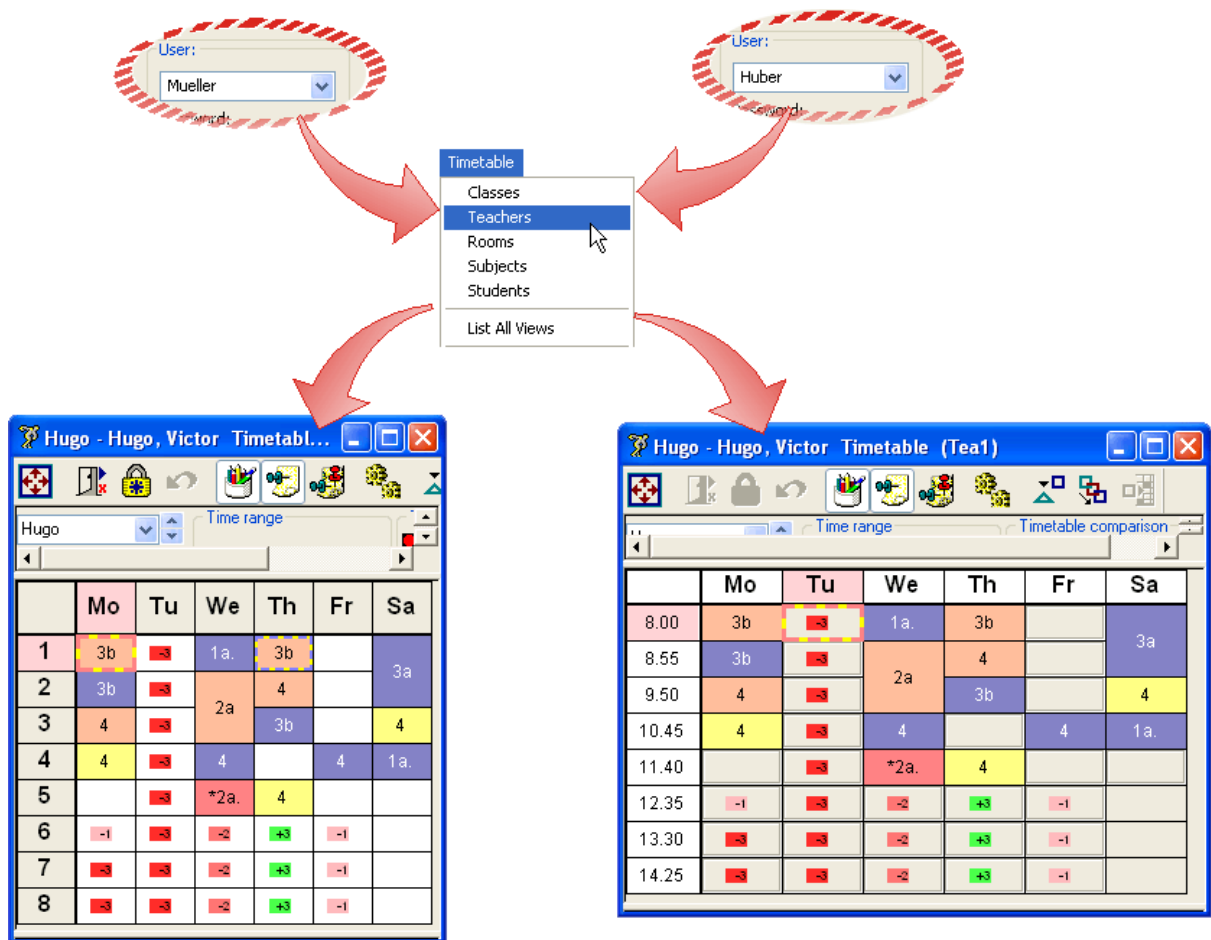 User:
Mueller
User:
Huber
Timetable
Classes
Teachers
Rooms
Subjects
Students
List All Views
Hugo - Hugo, Victor Timetabl...
Hugo
Time range
Mo Tu We Th Fr Sa
1 3b -3 1a. 3b 3a
2 3b -3 2a 4
3 4 -3 3b 4
4 4 -3 4 4 1a.
5 -3 *2a. 4
6 -1 -3 -2 +3 -1
7 -3 -3 -2 +3 -1
8 -3 -3 -2 +3 -1
Hugo - Hugo, Victor Timetable (Tea1)
Time range Timetable comparison
Mo Tu We Th Fr Sa
8.00 3b -3 1a. 3b 3a
8.55 3b -3 2a 4
9.50 4 -3 3b 4
10.45 4 -3 4 4 1a.
11.40 -3 *2a. 4
12.35 -1 -3 -2 +3 -1
13.30 -3 -3 -2 +3 -1
14.25 -3 -3 -2 +3 -1